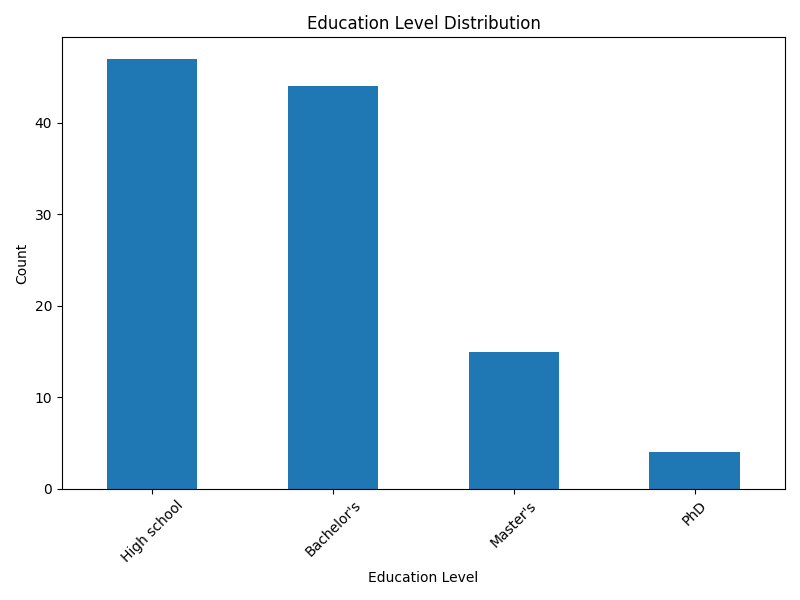 Education Level Distribution
Count
40
30
20
10
0
High school
Bachelor's
Master's
PhD
Education Level